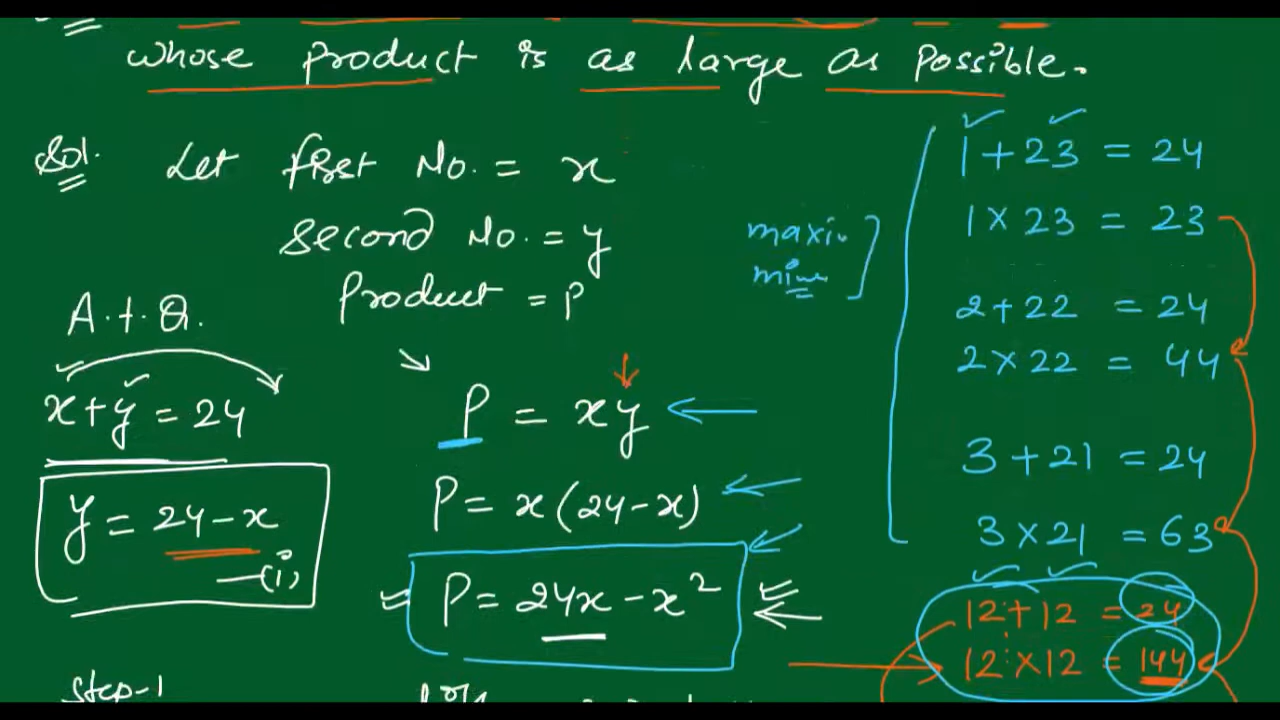 whose product is as large as possible.
Sol. Let first No. = x
second No. = y
Product = P
A.t.Q.
x+y = 24
y = 24-x
—(i)
P = xy
P = x(24-x)
P = 24x-x²
Step-1
maxi.
1+23 = 24
1×23 = 23
2+22 = 24
2×22 = 44
3+21 = 24
3×21 = 63
12+12 = 24
12×12 = 144